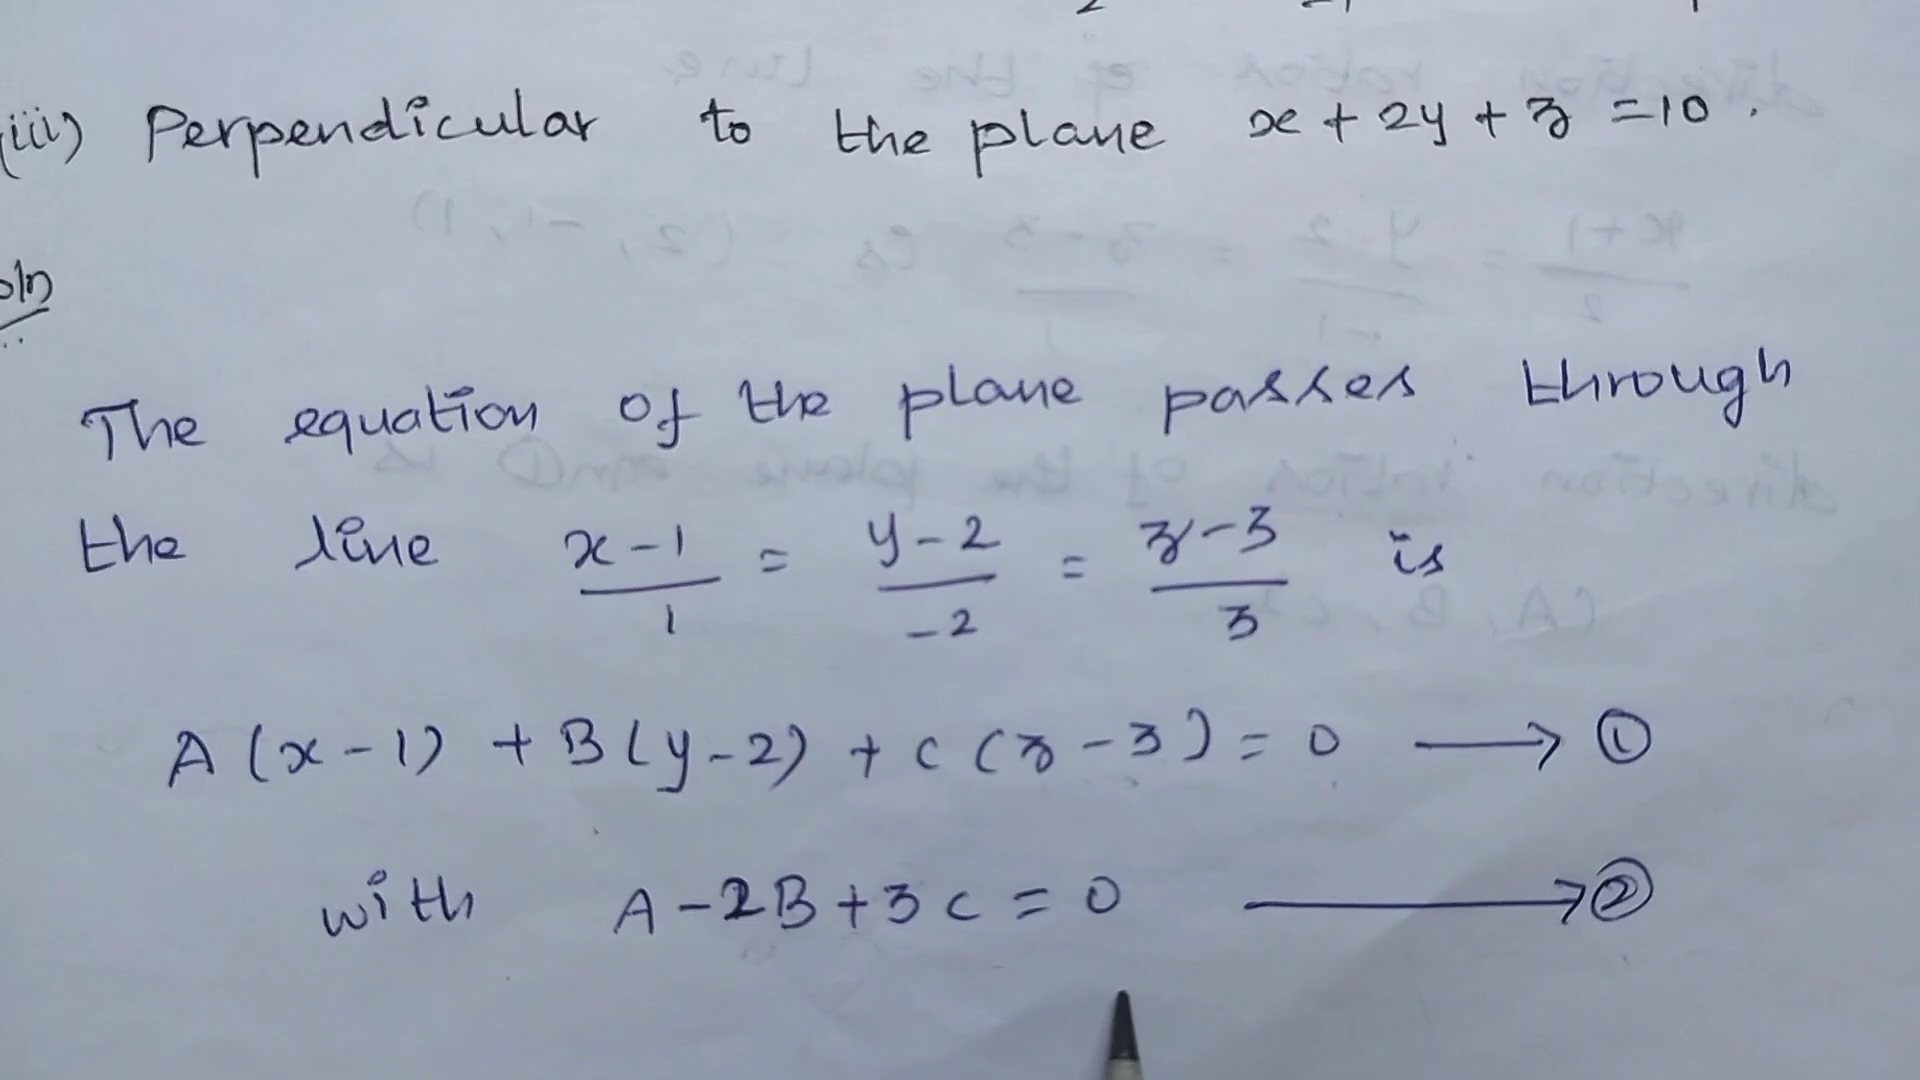 (iii) Perpendicular to the plane x + 2y + z = 10.
oln
The equation of the plane passes through
the line x-1/1 = y-2/-2 = z-3/3 is
A(x-1) + B(y-2) + C(z-3) = 0 → ①
with A-2B+3C = 0 → ②